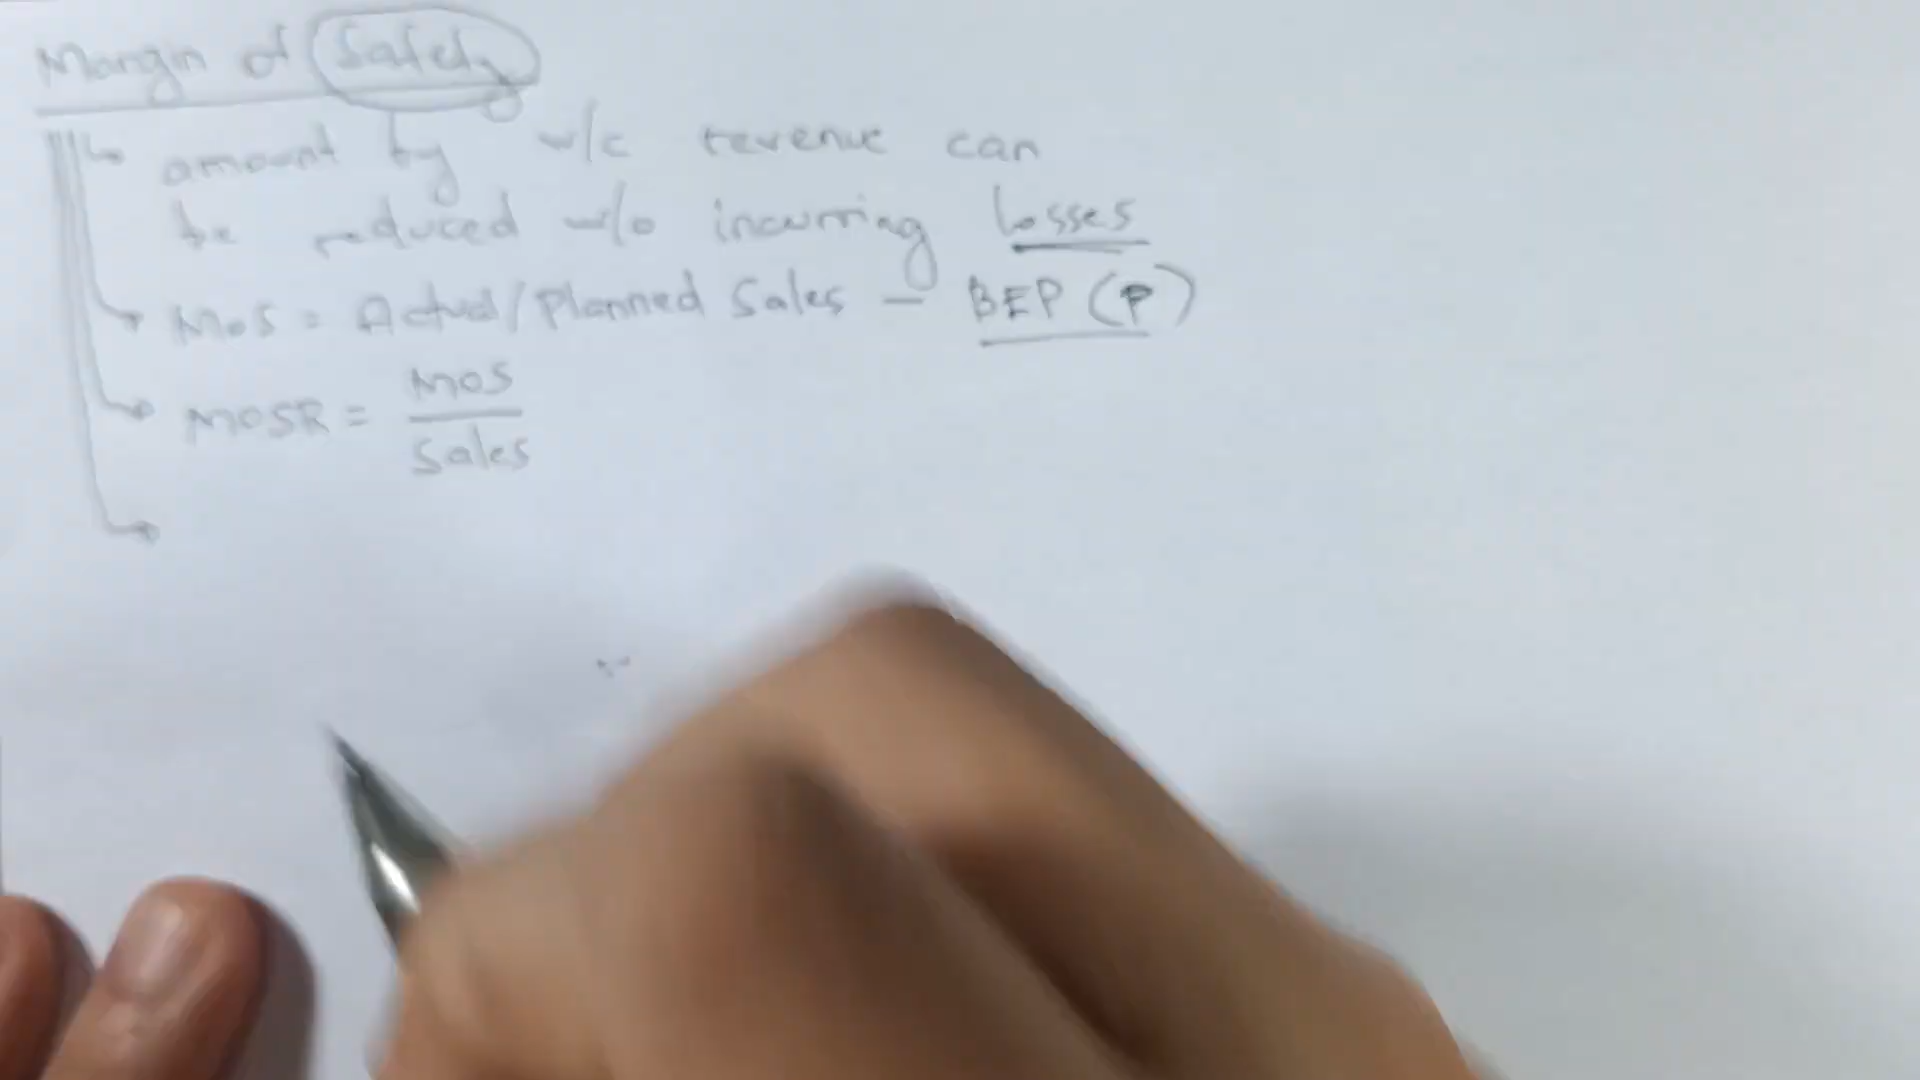 Margin of Safety
amount by w/c revenue can
be reduced w/o incurring losses
MOS = Actual/Planned Sales - BEP (P)
MOSR = MOS
Sales